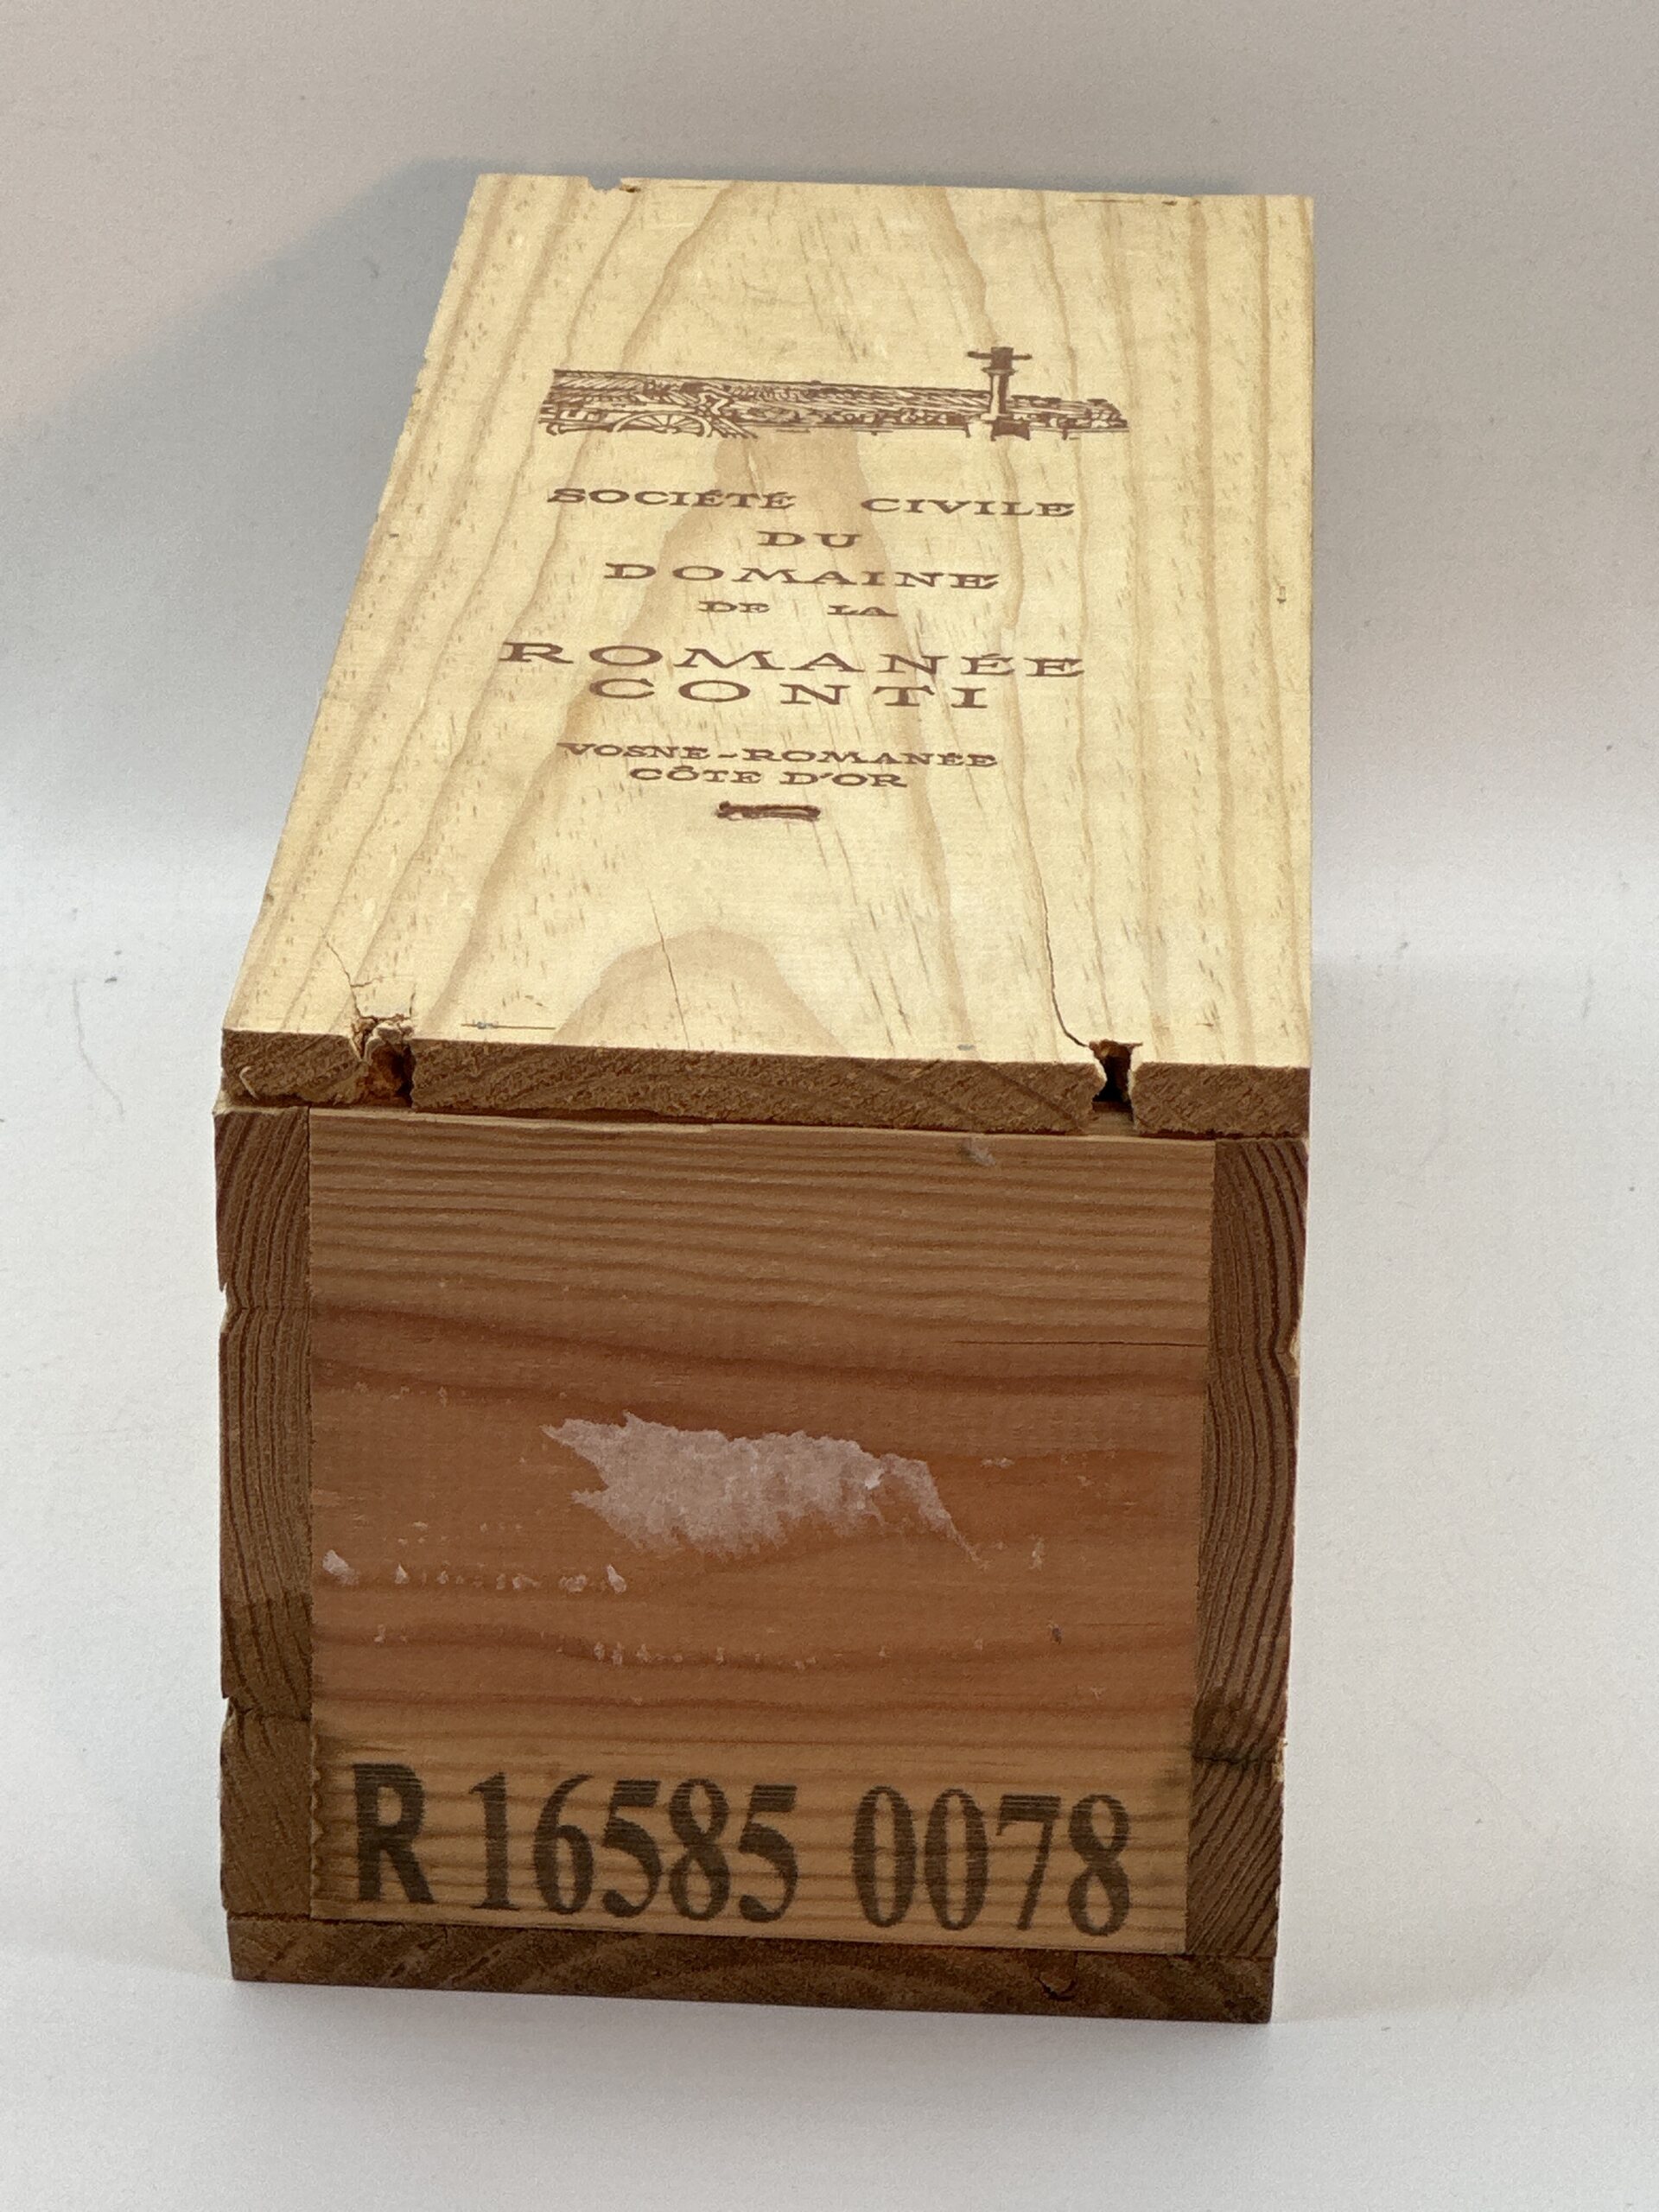 SOCIÉTÉ CIVILE
DU
DOMAINE
DE LA
ROMANÉE
CONTI
VOSNE-ROMANÉE
CÔTE D'OR
R 16585 0078